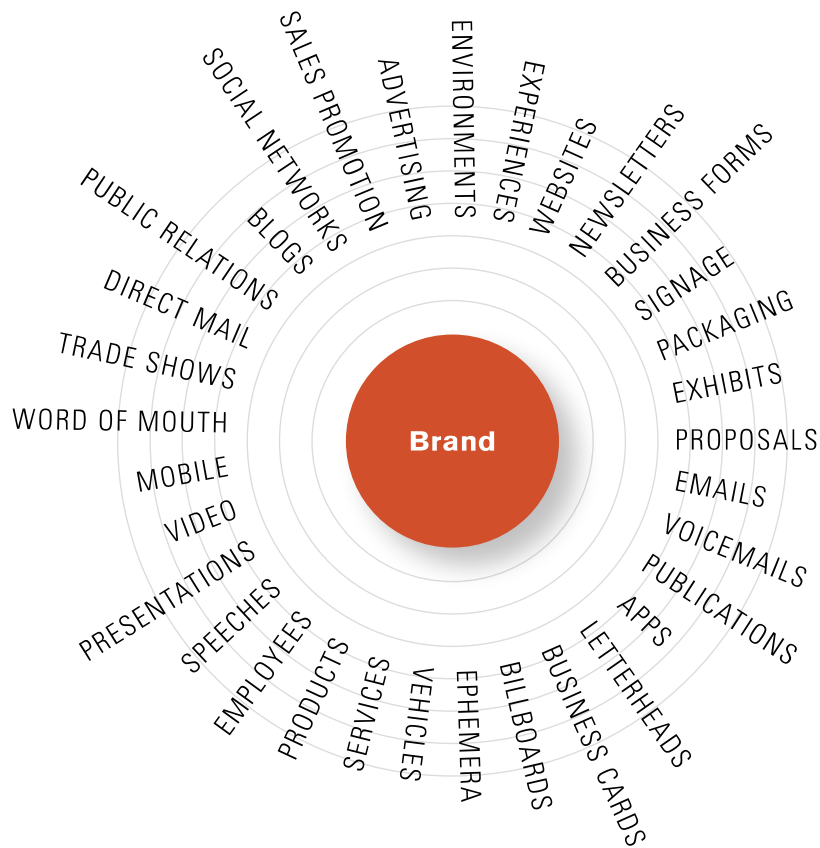 ENVIRONMENTS
EXPERIENCES
WEBSITES
NEWSLETTERS
BUSINESS FORMS
SIGNAGE
PACKAGING
EXHIBITS
PROPOSALS
EMAILS
VOICEMAILS
PUBLICATIONS
APPS
LETTERHEADS
BUSINESS CARDS
BILLBOARDS
EPHEMERA
VEHICLES
SERVICES
PRODUCTS
EMPLOYEES
SPEECHES
PRESENTATIONS
VIDEO
MOBILE
WORD OF MOUTH
TRADE SHOWS
DIRECT MAIL
PUBLIC RELATIONS
BLOGS
SOCIAL NETWORKS
SALES PROMOTION
ADVERTISING
Brand